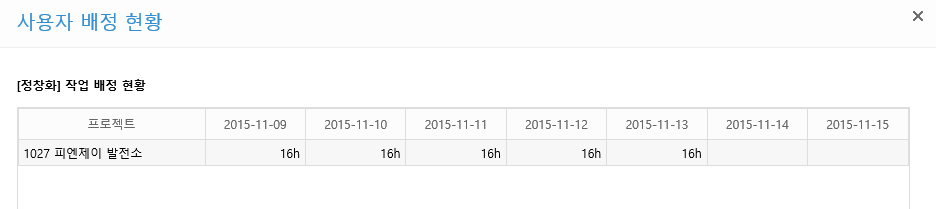 사용자 배정 현황
[정창화] 작업 배정 현황
프로젝트 2015-11-09 2015-11-10 2015-11-11 2015-11-12 2015-11-13 2015-11-14 2015-11-15
1027 피엔제이 발전소 16h 16h 16h 16h 16h